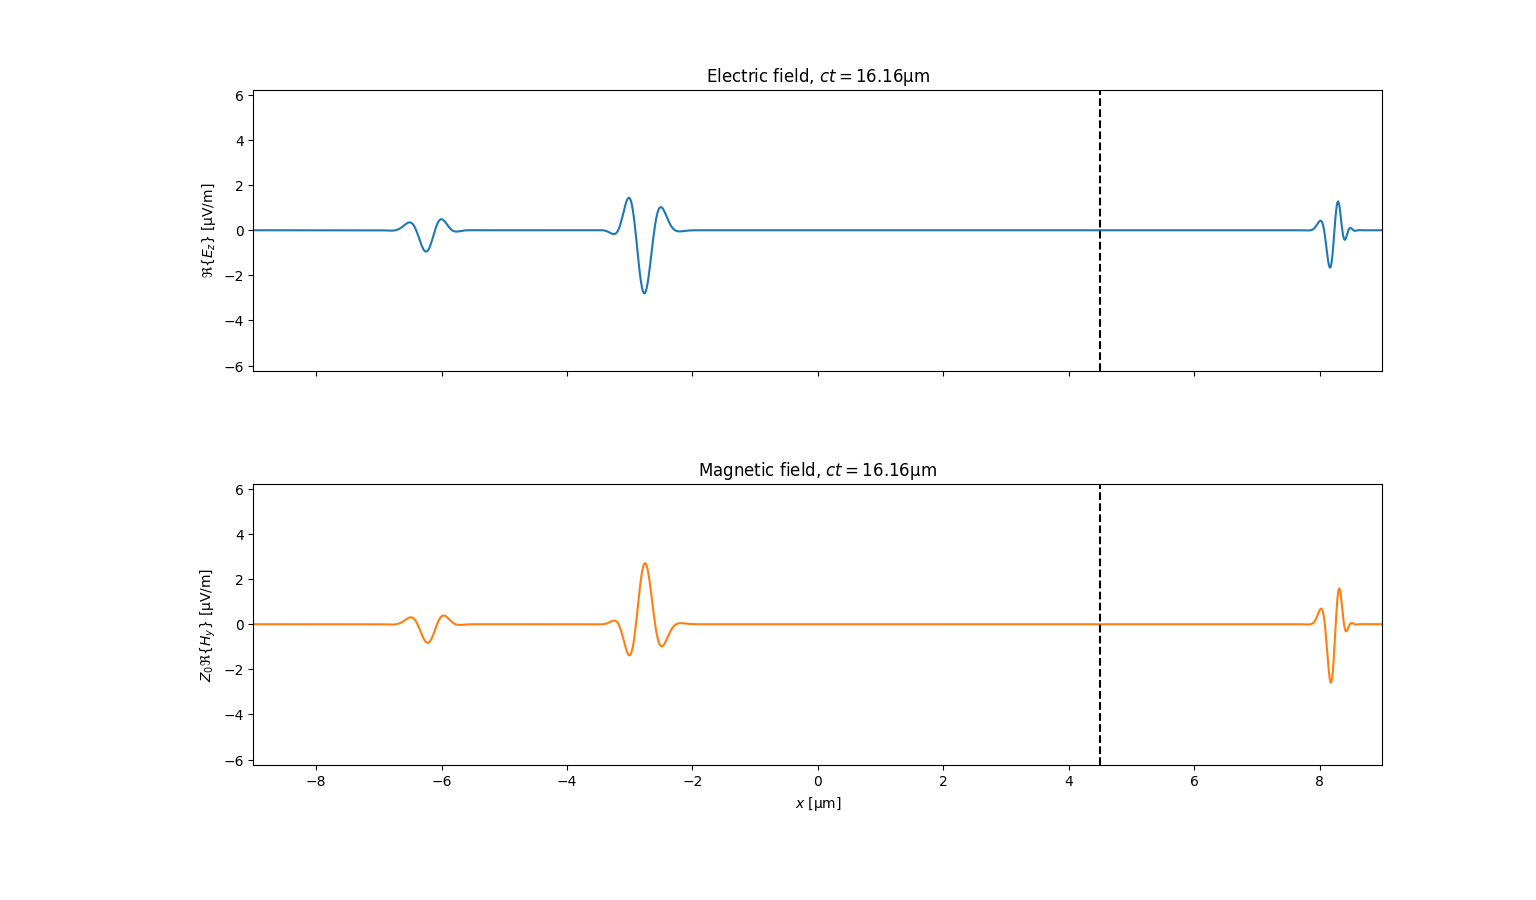 Electric field, ct = 16.16μm
ℜ{E_z} [μV/m]
6
4
2
0
−2
−4
−6
Magnetic field, ct = 16.16μm
Z₀ℜ{H_y} [μV/m]
6
4
2
0
−2
−4
−6
−8 −6 −4 −2 0 2 4 6 8
x [μm]